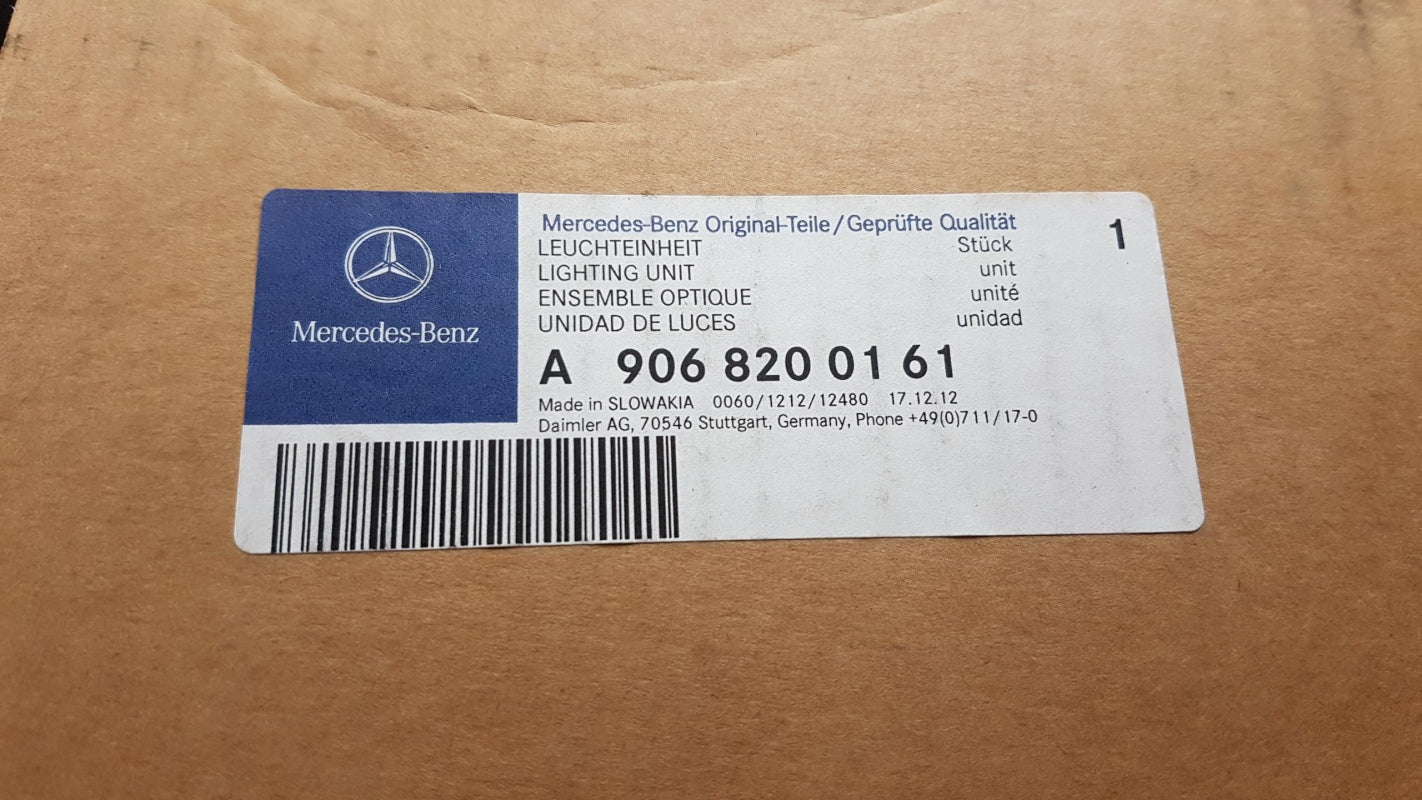 Mercedes-Benz
Mercedes-Benz Original-Teile/Geprüfte Qualität
1
LEUCHTEINHEIT Stück
LIGHTING UNIT unit
ENSEMBLE OPTIQUE unité
UNIDAD DE LUCES unidad
A 906 820 01 61
Made in SLOWAKIA 0060/1212/12480 17.12.12
Daimler AG, 70546 Stuttgart, Germany, Phone +49(0)711/17-0